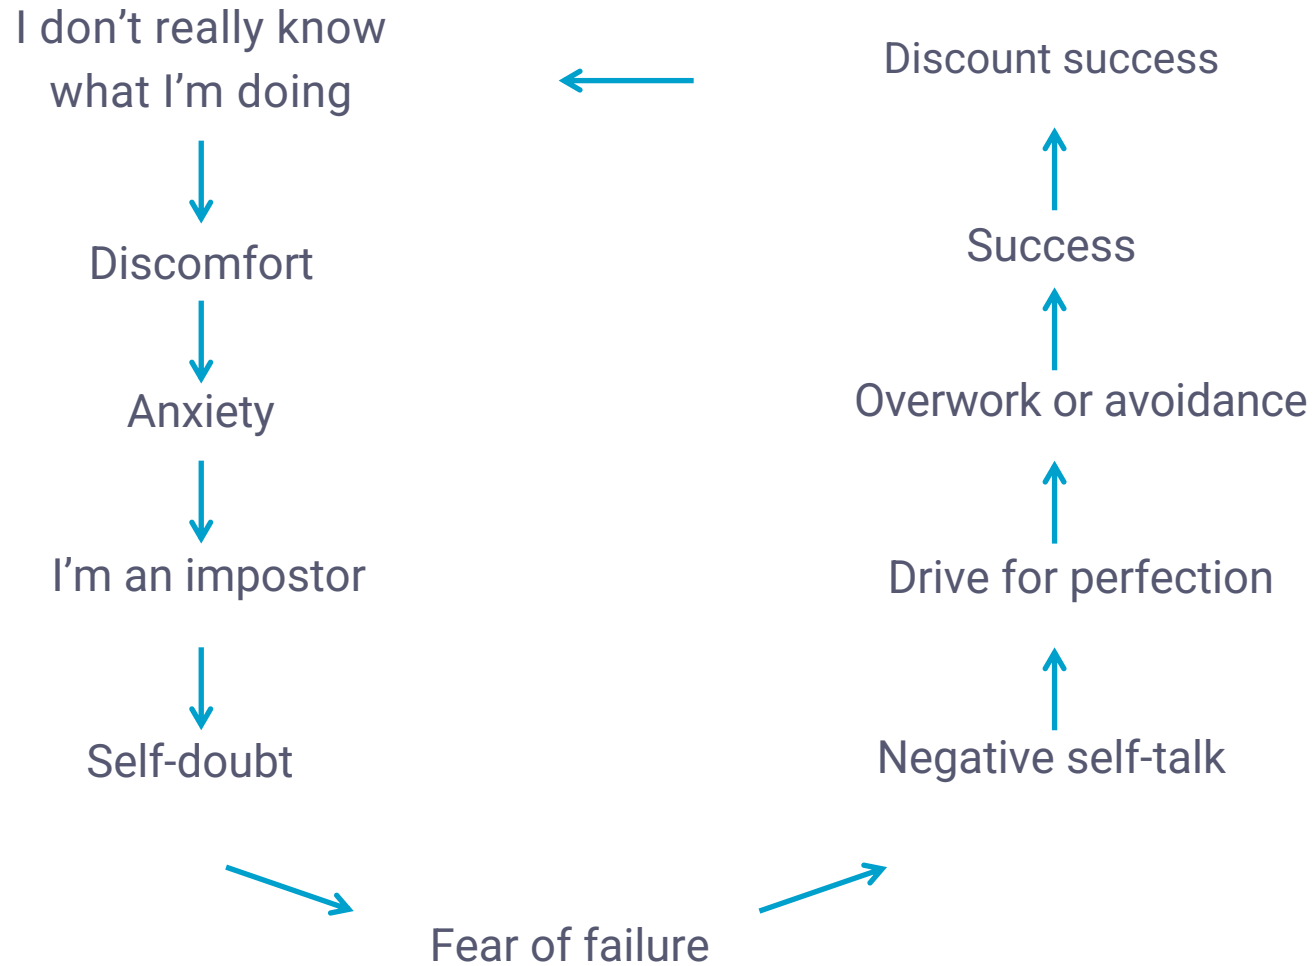 I don’t really know
what I’m doing
Discomfort
Anxiety
I’m an impostor
Self-doubt
Fear of failure
Negative self-talk
Drive for perfection
Overwork or avoidance
Success
Discount success